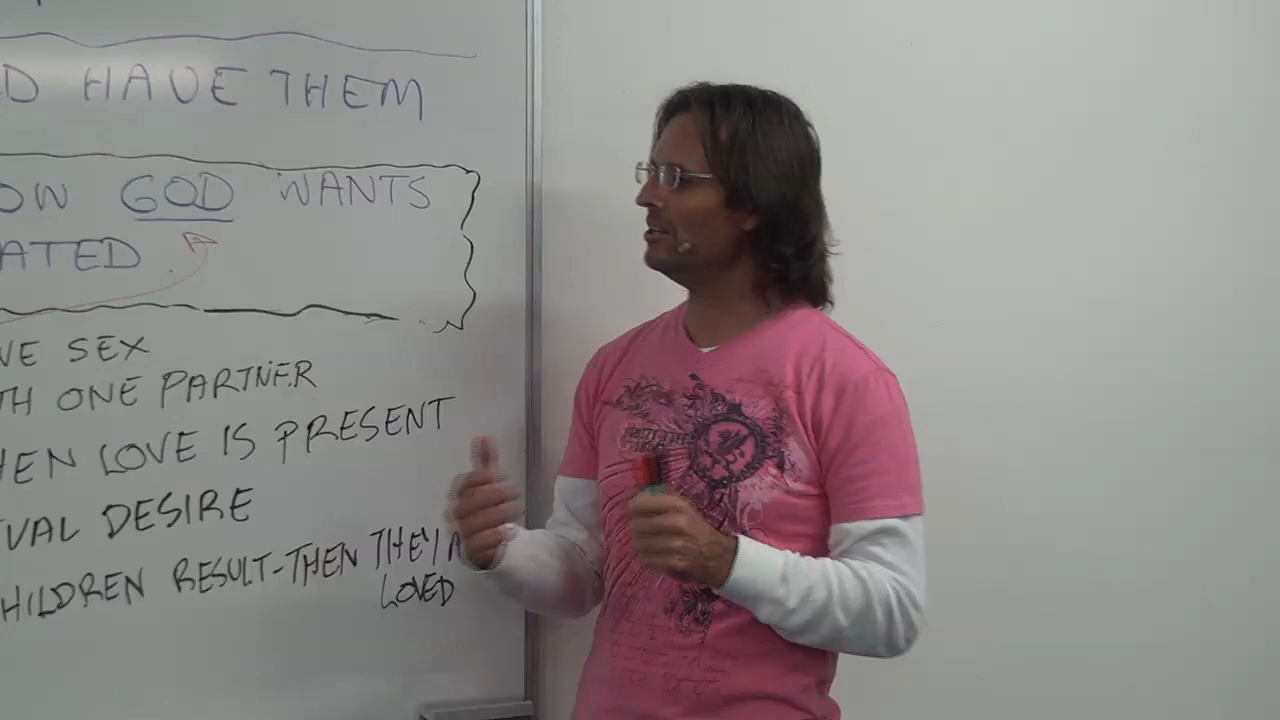 D HAVE THEM
OW GOD WANTS
ATED
VE SEX
TH ONE PARTNER
HEN LOVE IS PRESENT
UAL DESIRE
HILDREN RESULT-THEN THEY A
LOVED